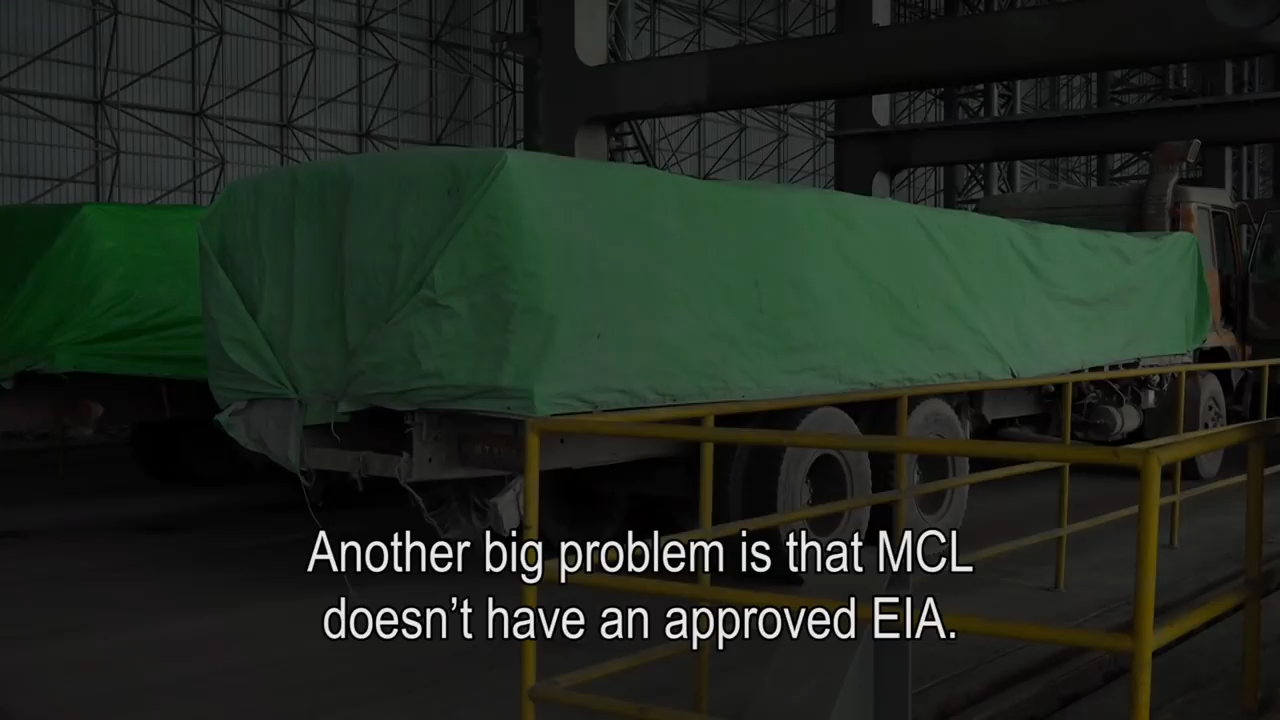 Another big problem is that MCL
doesn’t have an approved EIA.